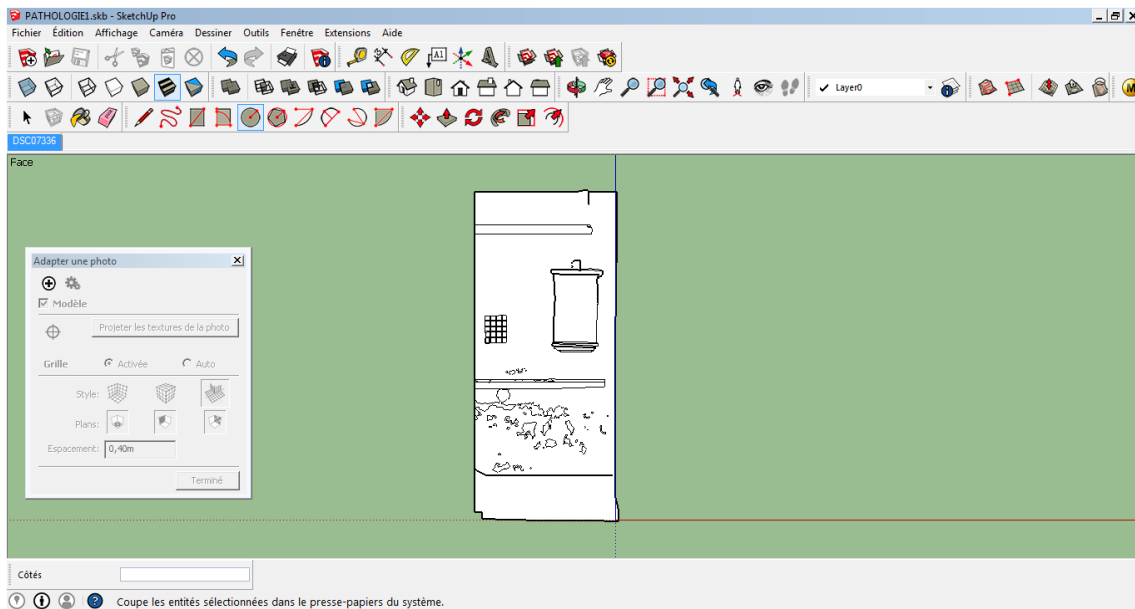 PATHOLOGIE1.skb - SketchUp Pro
Fichier Édition Affichage Caméra Dessiner Outils Fenêtre Extensions Aide
A1
Layer0
M
DSC07336
Face
Adapter une photo
Modèle
Projeter les textures de la photo
Grille Activée Auto
Style:
Plans:
Espacement: 0,40m
Terminé
Côtés
Coupe les entités sélectionnées dans le presse-papiers du système.